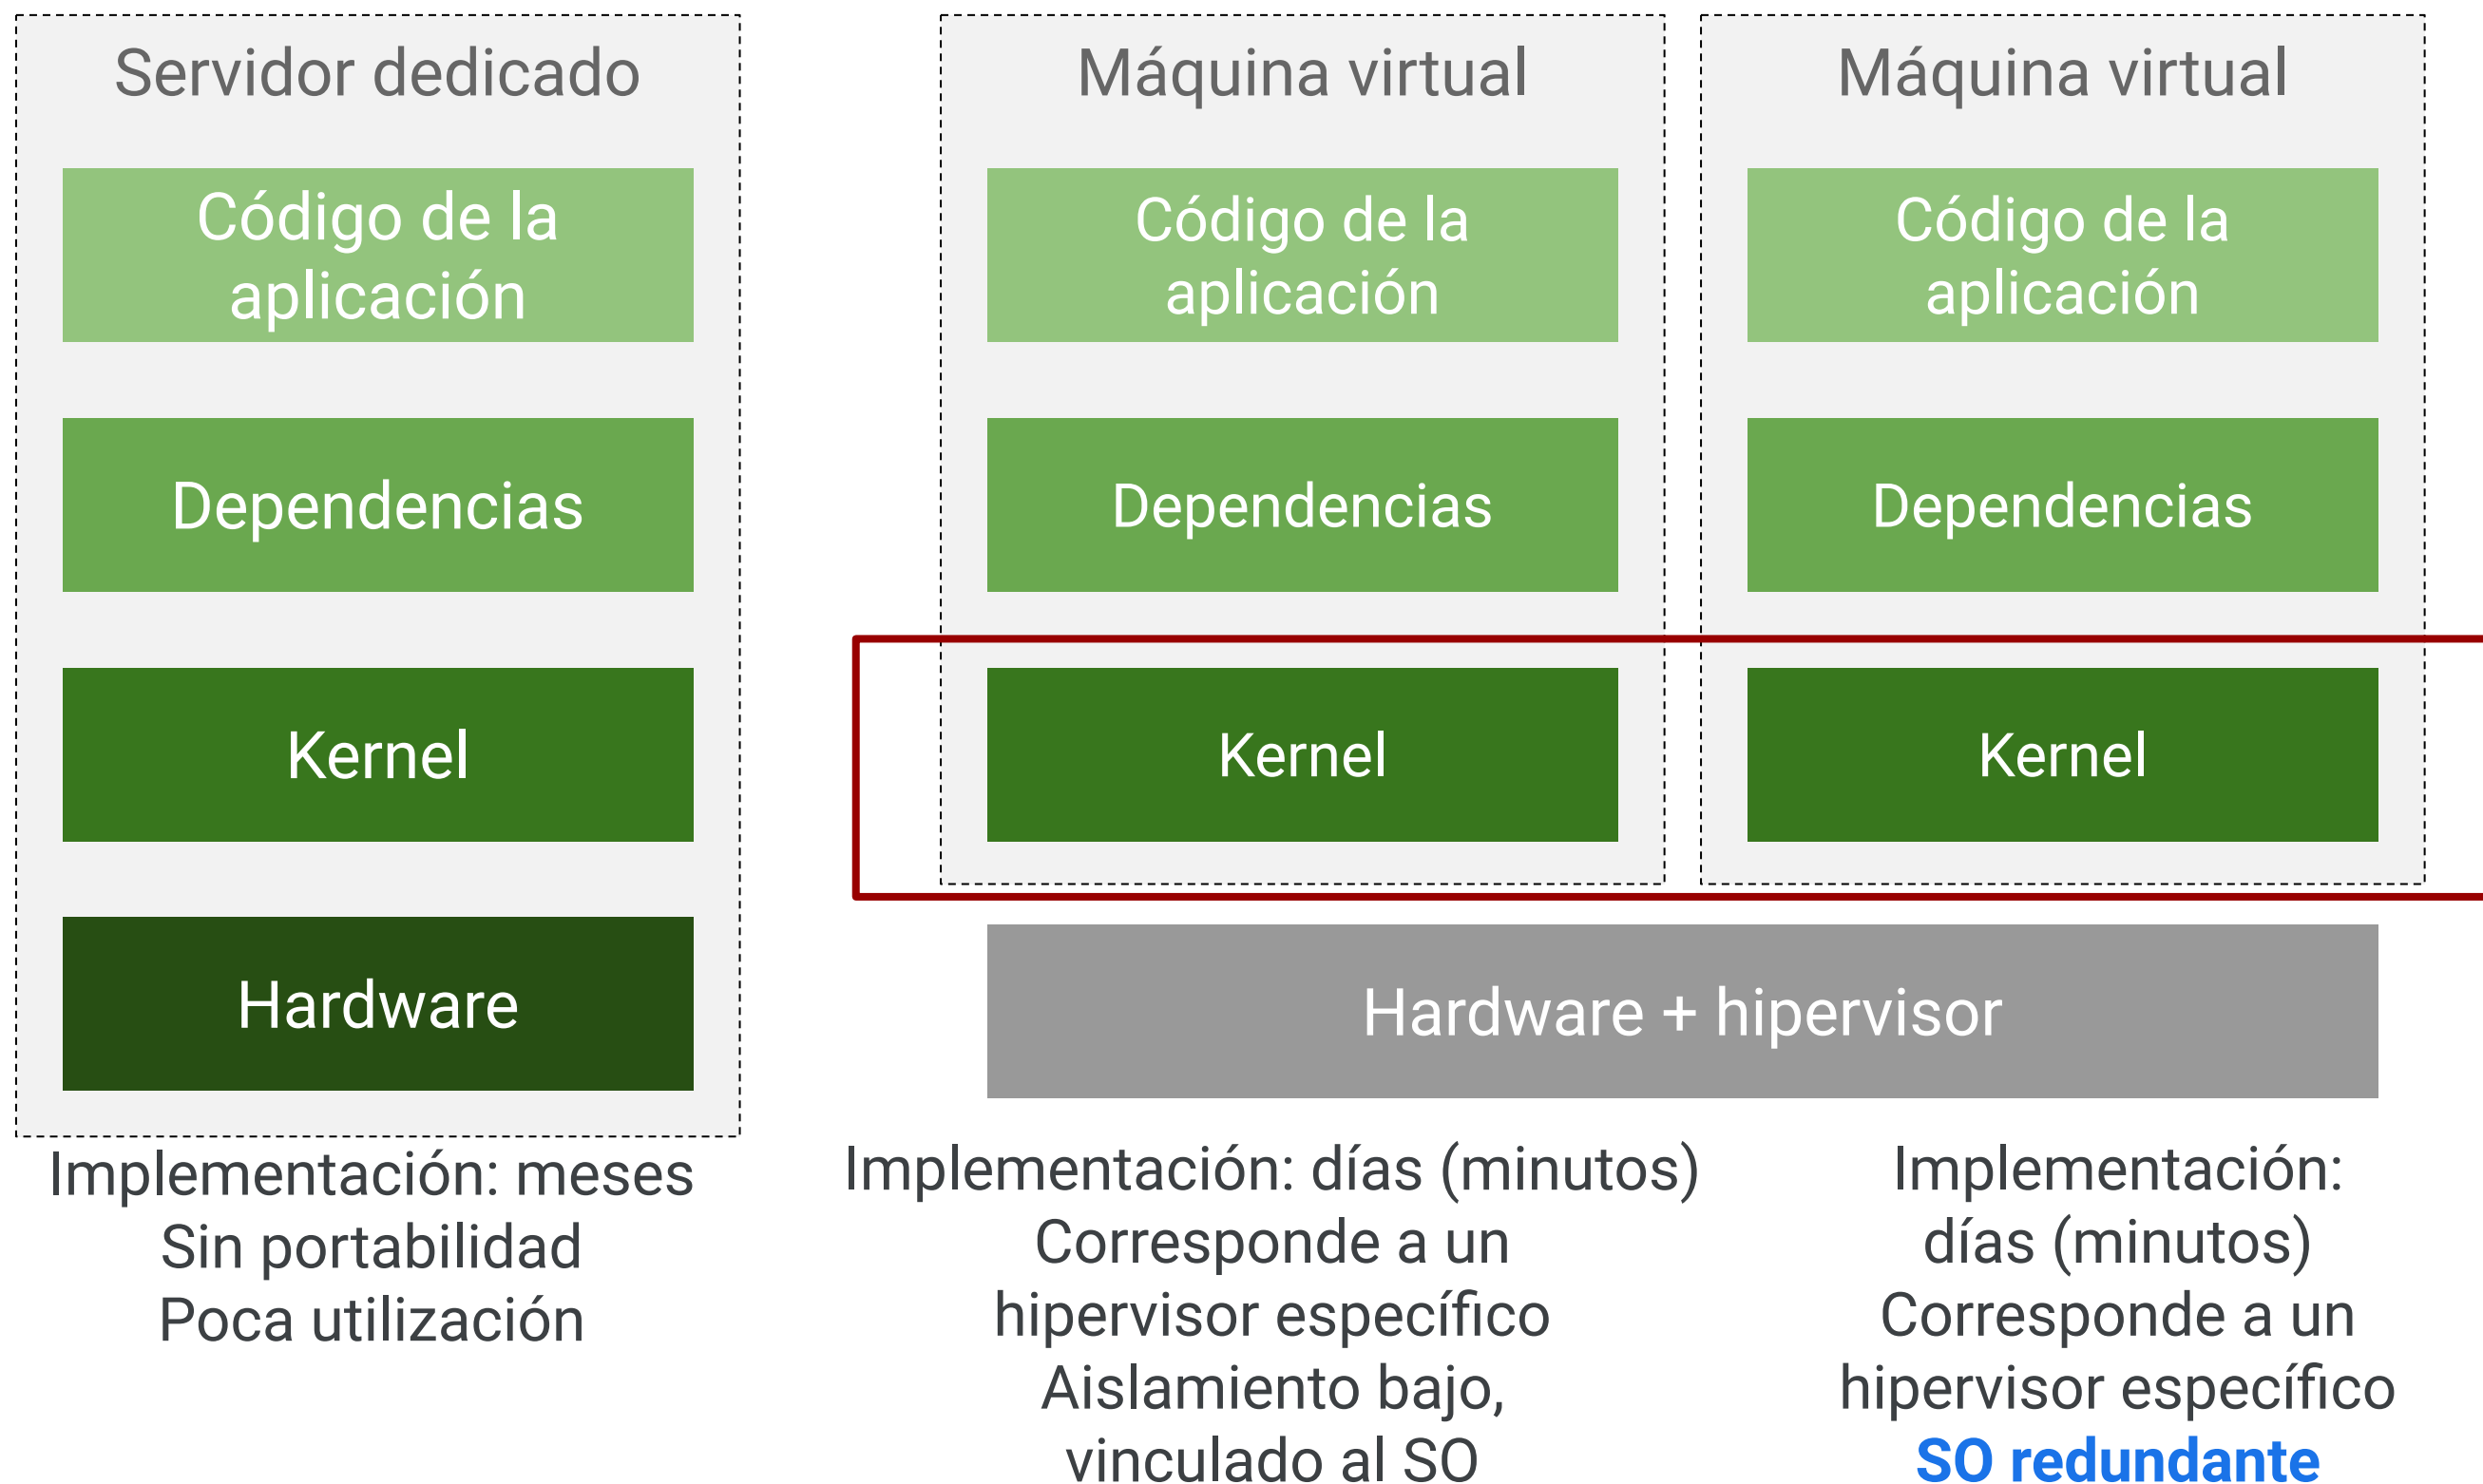 Servidor dedicado
Código de la
aplicación
Dependencias
Kernel
Hardware
Implementación: meses
Sin portabilidad
Poca utilización
Máquina virtual
Código de la
aplicación
Dependencias
Kernel
Máquina virtual
Código de la
aplicación
Dependencias
Kernel
Hardware + hipervisor
Implementación: días (minutos)
Corresponde a un
hipervisor específico
Aislamiento bajo,
vinculado al SO
Implementación:
días (minutos)
Corresponde a un
hipervisor específico
SO redundante